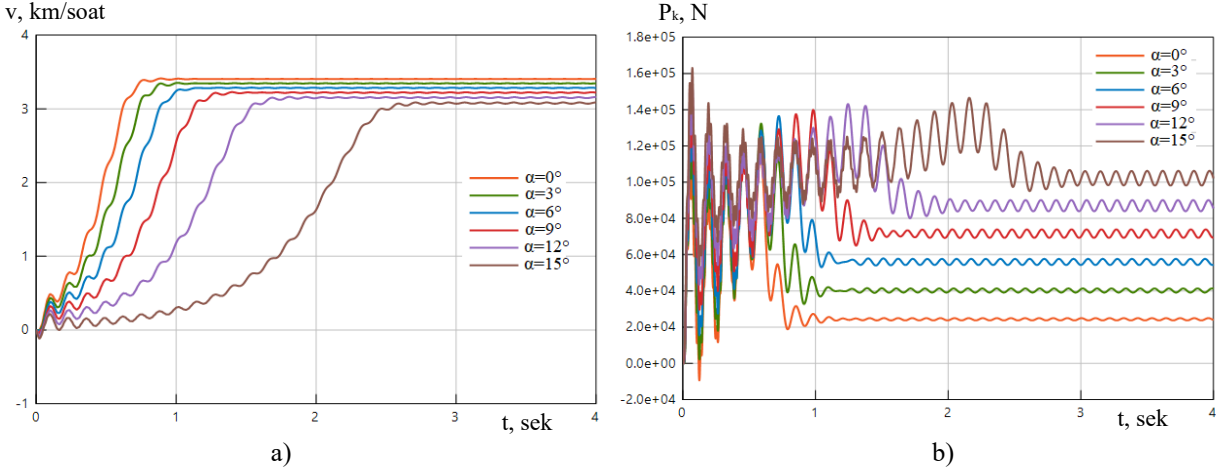 v, km/soat
4
3
2
1
0
-1
0
1
2
3
4
t, sek
α=0°
α=3°
α=6°
α=9°
α=12°
α=15°
a)
Pₖ, N
1.8e+05
1.6e+05
1.4e+05
1.2e+05
1.0e+05
8.0e+04
6.0e+04
4.0e+04
2.0e+04
0.0e+00
-2.0e+04
0
1
2
3
4
t, sek
α=0°
α=3°
α=6°
α=9°
α=12°
α=15°
b)